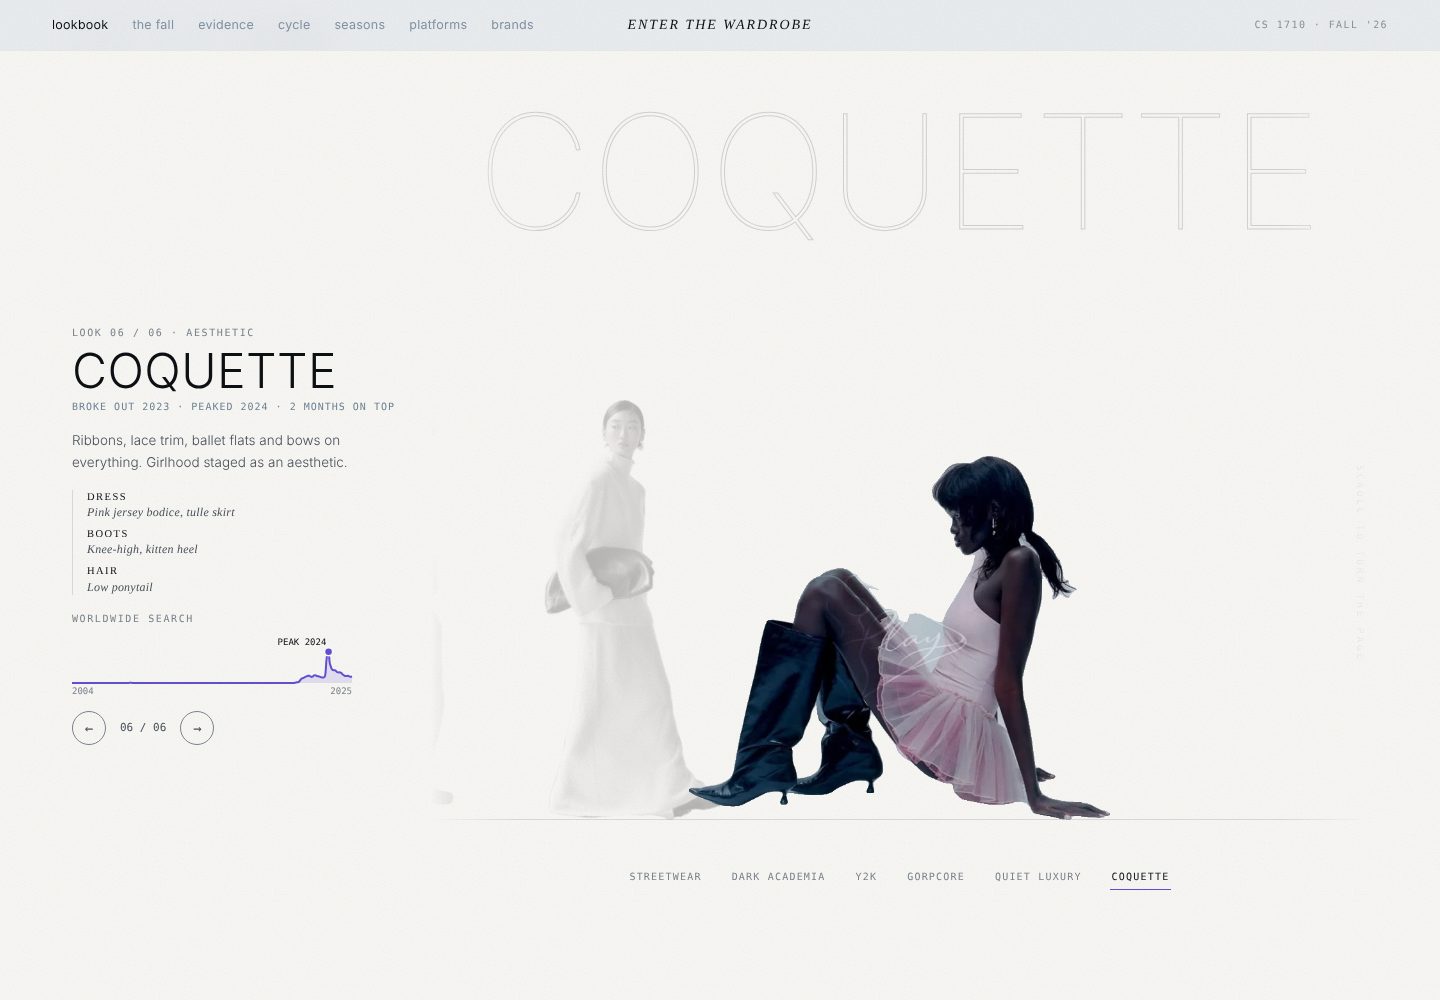 lookbook the fall evidence cycle seasons platforms brands ENTER THE WARDROBE CS 1710 · FALL '26
COQUETTE
LOOK 06 / 06 · AESTHETIC
COQUETTE
BROKE OUT 2023 · PEAKED 2024 · 2 MONTHS ON TOP
Ribbons, lace trim, ballet flats and bows on
everything. Girlhood staged as an aesthetic.
DRESS
Pink jersey bodice, tulle skirt
BOOTS
Knee-high, kitten heel
HAIR
Low ponytail
WORLDWIDE SEARCH
PEAK 2024
2004 2025
← 06 / 06 →
Play
SCROLL TO TURN THE PAGE
STREETWEAR DARK ACADEMIA Y2K GORPCORE QUIET LUXURY COQUETTE